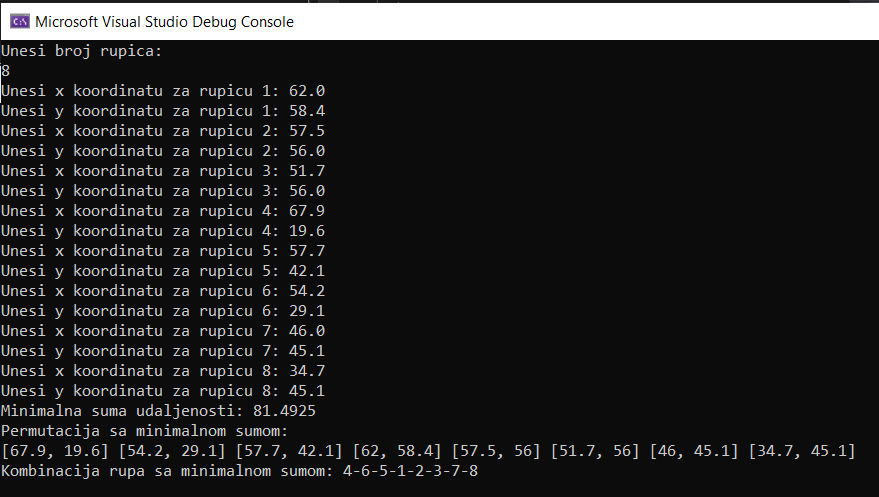 Microsoft Visual Studio Debug Console
Unesi broj rupica:
8
Unesi x koordinatu za rupicu 1: 62.0
Unesi y koordinatu za rupicu 1: 58.4
Unesi x koordinatu za rupicu 2: 57.5
Unesi y koordinatu za rupicu 2: 56.0
Unesi x koordinatu za rupicu 3: 51.7
Unesi y koordinatu za rupicu 3: 56.0
Unesi x koordinatu za rupicu 4: 67.9
Unesi y koordinatu za rupicu 4: 19.6
Unesi x koordinatu za rupicu 5: 57.7
Unesi y koordinatu za rupicu 5: 42.1
Unesi x koordinatu za rupicu 6: 54.2
Unesi y koordinatu za rupicu 6: 29.1
Unesi x koordinatu za rupicu 7: 46.0
Unesi y koordinatu za rupicu 7: 45.1
Unesi x koordinatu za rupicu 8: 34.7
Unesi y koordinatu za rupicu 8: 45.1
Minimalna suma udaljenosti: 81.4925
Permutacija sa minimalnom sumom:
[67.9, 19.6] [54.2, 29.1] [57.7, 42.1] [62, 58.4] [57.5, 56] [51.7, 56] [46, 45.1] [34.7, 45.1]
Kombinacija rupa sa minimalnom sumom: 4-6-5-1-2-3-7-8